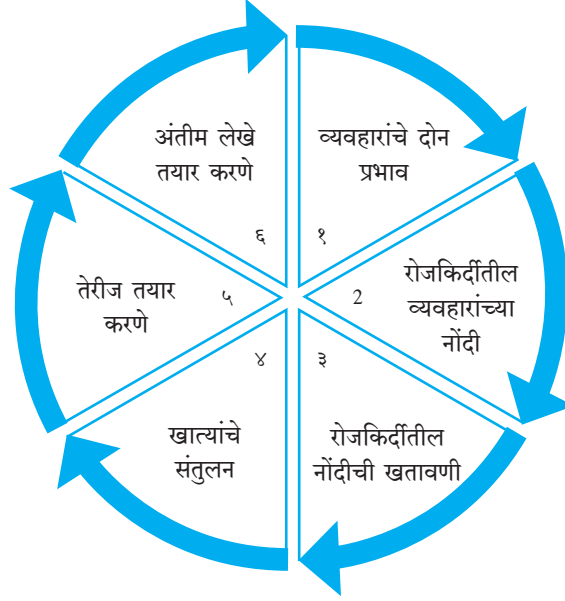 व्यवहारांचे दोन
प्रभाव
१
रोजकिर्दीतील
व्यवहारांच्या
नोंदी
2
रोजकिर्दीतील
नोंदीची खतावणी
३
खात्यांचे
संतुलन
४
तेरीज तयार
करणे
५
अंतीम लेखे
तयार करणे
६